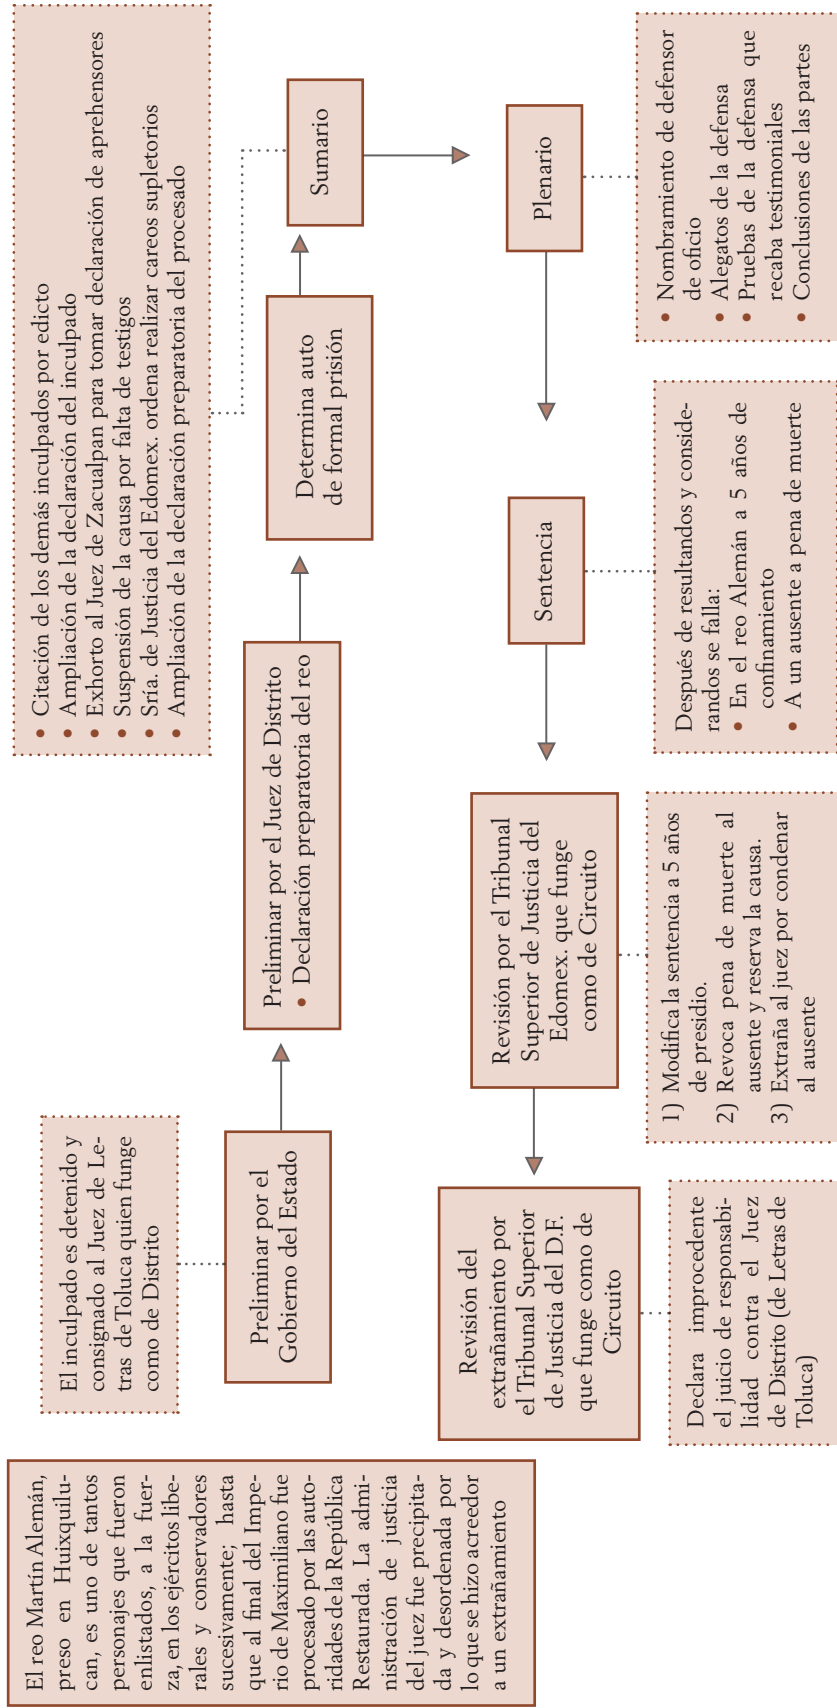 El reo Martín Alemán,
preso en Huixquilu-
can, es uno de tantos
personajes que fueron
enlistados, a la fuer-
za, en los ejércitos libe-
rales y conservadores
sucesivamente; hasta
que al final del Impe-
rio de Maximiliano fue
procesado por las auto-
ridades de la República
Restaurada. La admi-
nistración de justicia
del juez fue precipita-
da y desordenada por
lo que se hizo acreedor
a un extrañamiento
El inculpado es detenido y
consignado al Juez de Le-
tras de Toluca quien funge
como de Distrito
Preliminar por el
Gobierno del Estado
Preliminar por el Juez de Distrito
• Declaración preparatoria del reo
Determina auto
de formal prisión
• Citación de los demás inculpados por edicto
• Ampliación de la declaración del inculpado
• Exhorto al Juez de Zacualpan para tomar declaración de aprehensores
• Suspensión de la causa por falta de testigos
• Sría. de Justicia del Edomex. ordena realizar careos supletorios
• Ampliación de la declaración preparatoria del procesado
Sumario
Plenario
• Nombramiento de defensor
de oficio
• Alegatos de la defensa
• Pruebas de la defensa que
recaba testimoniales
• Conclusiones de las partes
Sentencia
Después de resultandos y conside-
randos se falla:
• En el reo Alemán a 5 años de
confinamiento
• A un ausente a pena de muerte
Revisión por el Tribunal
Superior de Justicia del
Edomex. que funge
como de Circuito
1) Modifica la sentencia a 5 años
de presidio.
2) Revoca pena de muerte al
ausente y reserva la causa.
3) Extraña al juez por condenar
al ausente
Revisión del
extrañamiento por
el Tribunal Superior
de Justicia del D.F.
que funge como de
Circuito
Declara improcedente
el juicio de responsabi-
lidad contra el Juez
de Distrito (de Letras de
Toluca)